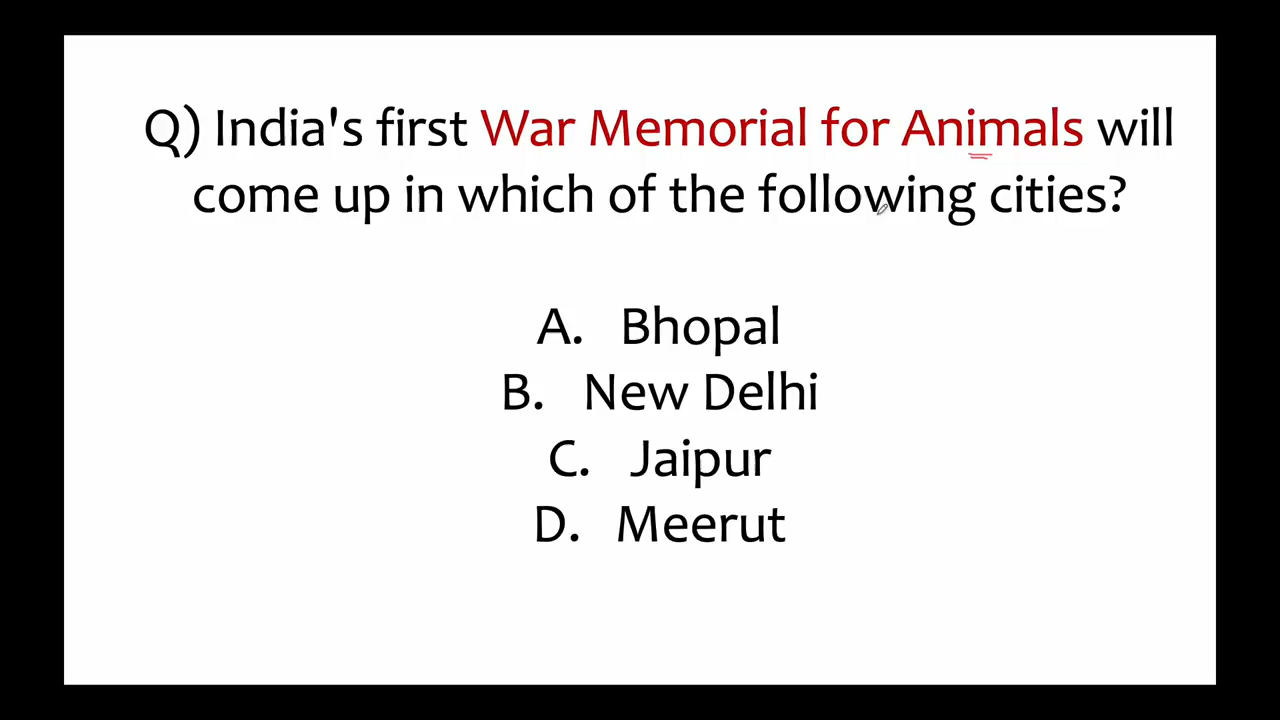 Q) India's first War Memorial for Animals will
come up in which of the following cities?
A. Bhopal
B. New Delhi
C. Jaipur
D. Meerut